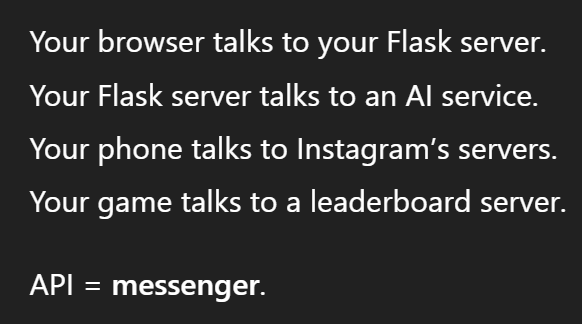 Your browser talks to your Flask server.
Your Flask server talks to an AI service.
Your phone talks to Instagram’s servers.
Your game talks to a leaderboard server.
API = messenger.